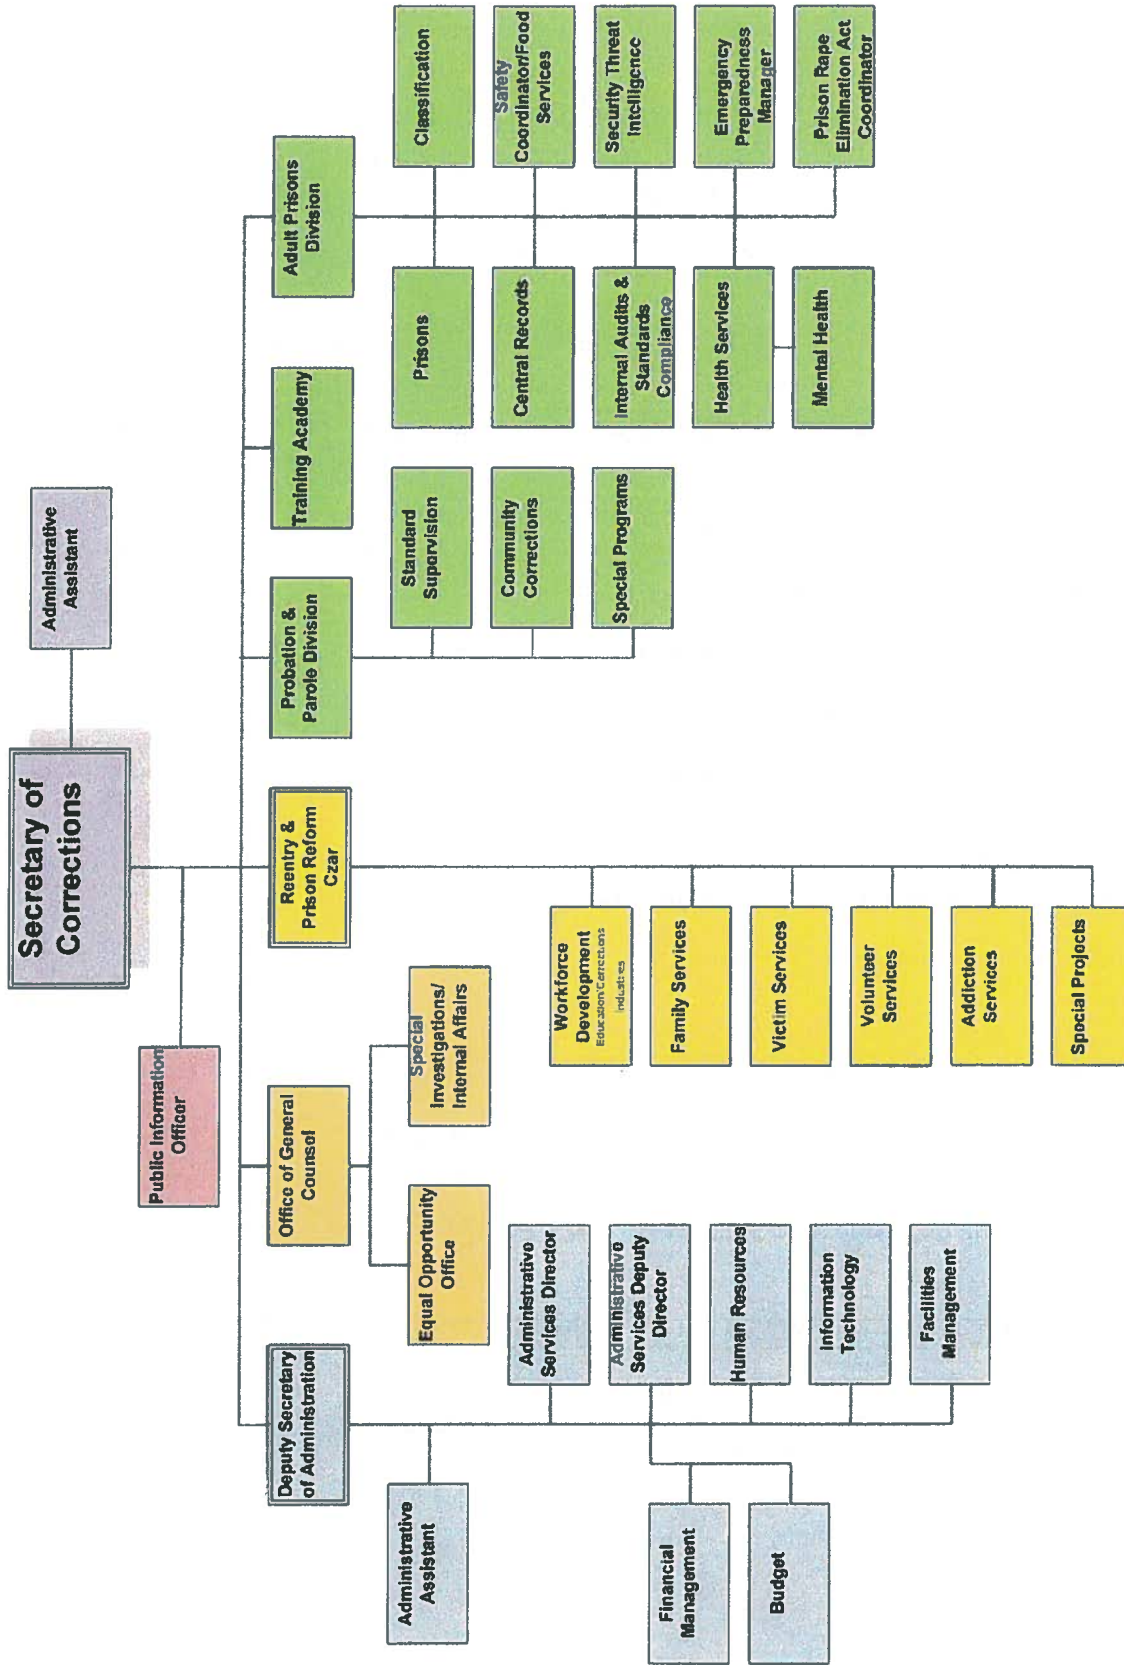 Secretary of
Corrections
Administrative
Assistant
Public Information
Officer
Deputy Secretary
of Administration
Office of General
Counsel
Reentry &
Prison Reform
Czar
Probation &
Parole Division
Training Academy
Adult Prisons
Division
Administrative
Assistant
Administrative
Services Director
Administrative
Services Deputy
Director
Human Resources
Information
Technology
Facilities
Management
Financial
Management
Budget
Equal Opportunity
Office
Special
Investigations/
Internal Affairs
Workforce
Development
Education/Corrections
Industries
Family Services
Victim Services
Volunteer
Services
Addiction
Services
Special Projects
Standard
Supervision
Community
Corrections
Special Programs
Prisons
Central Records
Internal Audits &
Standards
Compliance
Health Services
Mental Health
Classification
Safety
Coordinator/Food
Services
Security Threat
Intelligence
Emergency
Preparedness
Manager
Prison Rape
Elimination Act
Coordinator